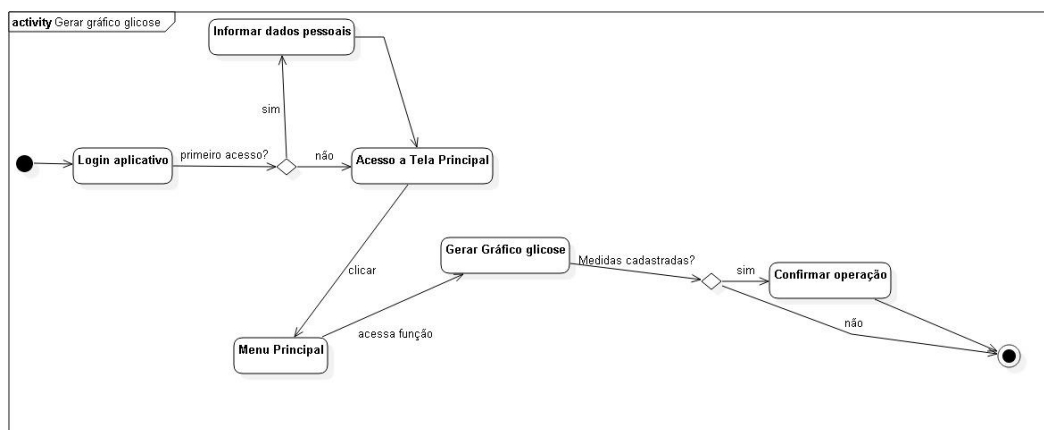 activity Gerar gráfico glicose
Informar dados pessoais
sim
Login aplicativo
primeiro acesso?
não
Acesso a Tela Principal
clicar
Gerar Gráfico glicose
Medidas cadastradas?
sim
Confirmar operação
não
acessa função
Menu Principal